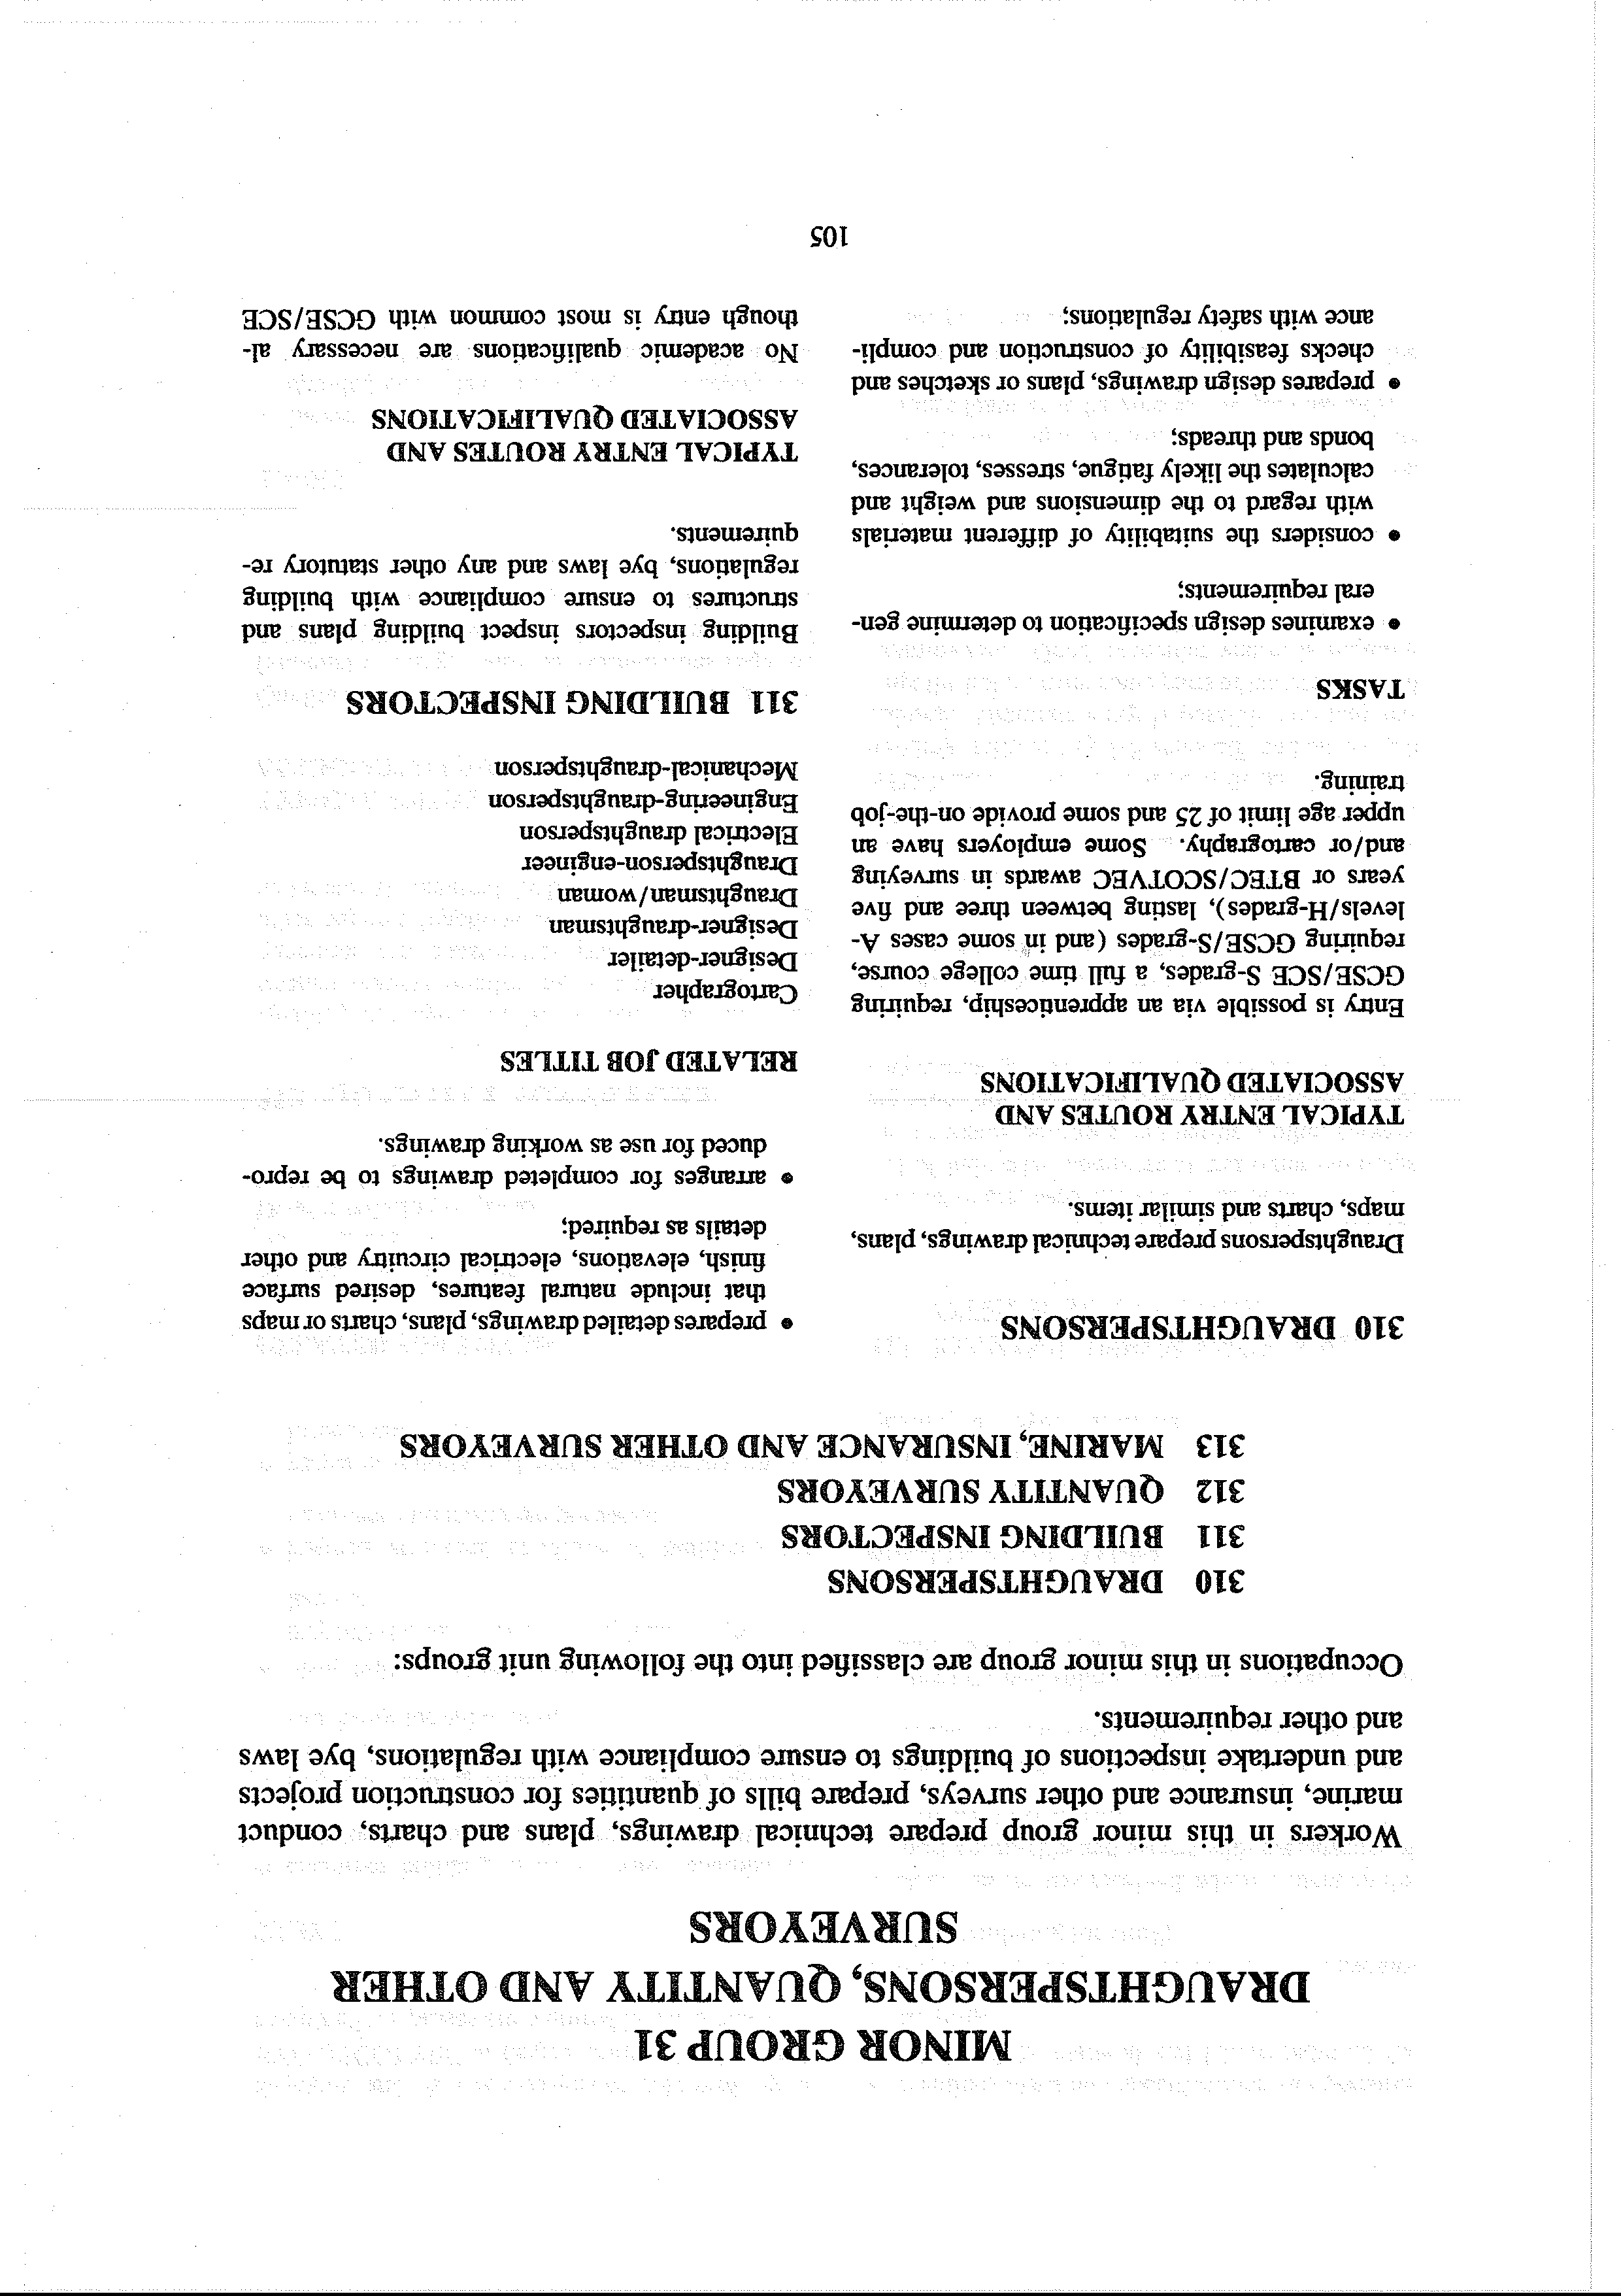 MINOR GROUP 31
DRAUGHTSPERSONS, QUANTITY AND OTHER
SURVEYORS
Workers in this minor group prepare technical drawings, plans and charts, conduct
marine, insurance and other surveys, prepare bills of quantities for construction projects
and undertake inspections of buildings to ensure compliance with regulations, bye laws
and other requirements.
Occupations in this minor group are classified into the following unit groups:
310 DRAUGHTSPERSONS
311 BUILDING INSPECTORS
312 QUANTITY SURVEYORS
313 MARINE, INSURANCE AND OTHER SURVEYORS
310 DRAUGHTSPERSONS
Draughtspersons prepare technical drawings, plans,
maps, charts and similar items.
TYPICAL ENTRY ROUTES AND
ASSOCIATED QUALIFICATIONS
Entry is possible via an apprenticeship, requiring
GCSE/SCE S-grades, a full time college course,
requiring GCSE/S-grades (and in some cases A-
levels/H-grades), lasting between three and five
years or BTEC/SCOTVEC awards in surveying
and/or cartography. Some employers have an
upper age limit of 25 and some provide on-the-job
training.
TASKS
• examines design specification to determine gen-
eral requirements;
• considers the suitability of different materials
with regard to the dimensions and weight and
calculates the likely fatigue, stresses, tolerances,
bonds and threads;
• prepares design drawings, plans or sketches and
checks feasibility of construction and compli-
ance with safety regulations;
• prepares detailed drawings, plans, charts or maps
that include natural features, desired surface
finish, elevations, electrical circuitry and other
details as required;
• arranges for completed drawings to be repro-
duced for use as working drawings.
RELATED JOB TITLES
Cartographer
Designer-detailer
Designer-draughtsman
Draughtsman/woman
Draughtsperson-engineer
Electrical draughtsperson
Engineering-draughtsperson
Mechanical-draughtsperson
311 BUILDING INSPECTORS
Building inspectors inspect building plans and
structures to ensure compliance with building
regulations, bye laws and any other statutory re-
quirements.
TYPICAL ENTRY ROUTES AND
ASSOCIATED QUALIFICATIONS
No academic qualifications are necessary al-
though entry is most common with GCSE/SCE
105